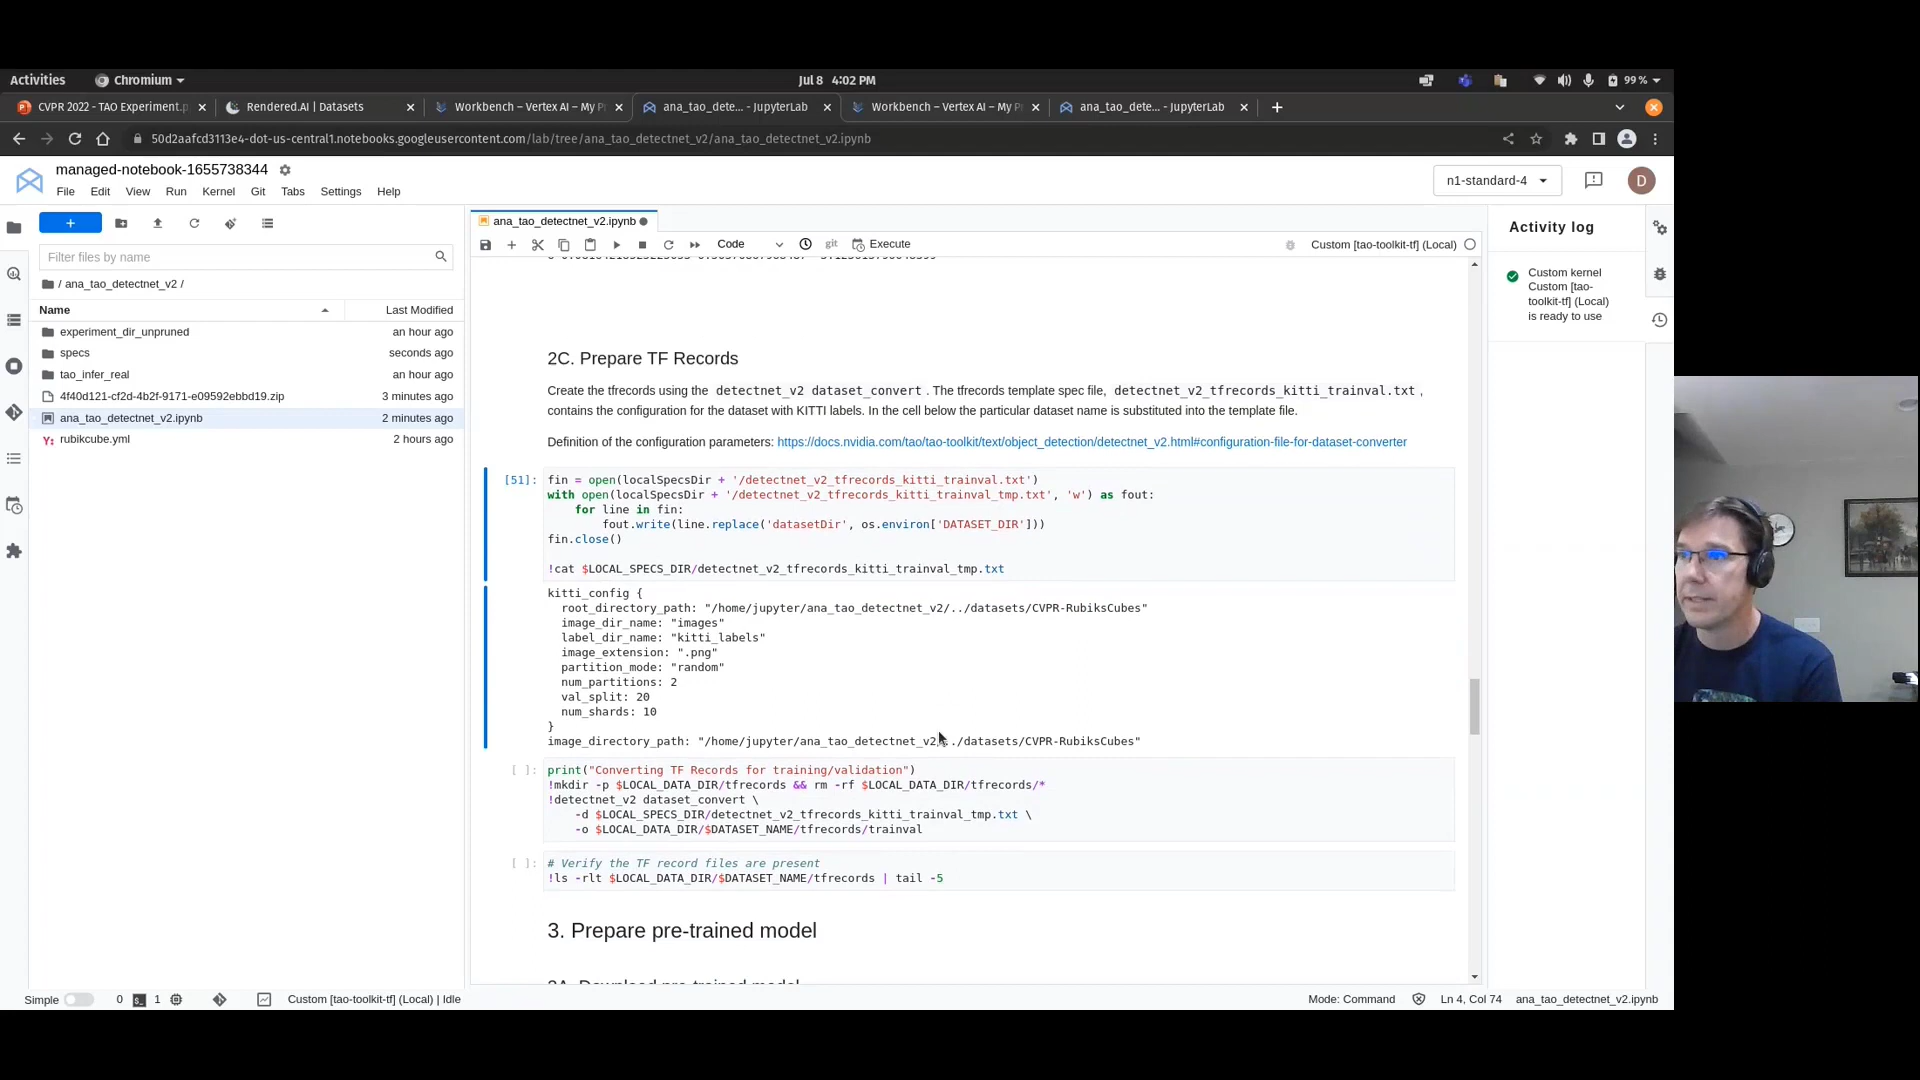 Activities
Chromium
Jul 8 4:02 PM
99 %
CVPR 2022 - TAO Experiment.p
Rendered.AI | Datasets
Workbench – Vertex AI – My P
ana_tao_dete... - JupyterLab
Workbench – Vertex AI – My P
ana_tao_dete... - JupyterLab
50d2aafcd3113e4-dot-us-central1.notebooks.googleusercontent.com/lab/tree/ana_tao_detectnet_v2/ana_tao_detectnet_v2.ipynb
managed-notebook-1655738344
File Edit View Run Kernel Git Tabs Settings Help
n1-standard-4
D
Filter files by name
/ ana_tao_detectnet_v2 /
Name Last Modified
experiment_dir_unpruned an hour ago
specs seconds ago
tao_infer_real an hour ago
4f40d121-cf2d-4b2f-9171-e09592ebbd19.zip 3 minutes ago
ana_tao_detectnet_v2.ipynb 2 minutes ago
rubikcube.yml 2 hours ago
ana_tao_detectnet_v2.ipynb
Code
git
Execute
Custom [tao-toolkit-tf] (Local)
2C. Prepare TF Records
Create the tfrecords using the detectnet_v2 dataset_convert . The tfrecords template spec file, detectnet_v2_tfrecords_kitti_trainval.txt ,
contains the configuration for the dataset with KITTI labels. In the cell below the particular dataset name is substituted into the template file.
Definition of the configuration parameters: https://docs.nvidia.com/tao/tao-toolkit/text/object_detection/detectnet_v2.html#configuration-file-for-dataset-converter
[51]: fin = open(localSpecsDir + '/detectnet_v2_tfrecords_kitti_trainval.txt')
with open(localSpecsDir + '/detectnet_v2_tfrecords_kitti_trainval_tmp.txt', 'w') as fout:
for line in fin:
fout.write(line.replace('datasetDir', os.environ['DATASET_DIR']))
fin.close()
!cat $LOCAL_SPECS_DIR/detectnet_v2_tfrecords_kitti_trainval_tmp.txt
kitti_config {
root_directory_path: "/home/jupyter/ana_tao_detectnet_v2/../datasets/CVPR-RubiksCubes"
image_dir_name: "images"
label_dir_name: "kitti_labels"
image_extension: ".png"
partition_mode: "random"
num_partitions: 2
val_split: 20
num_shards: 10
}
image_directory_path: "/home/jupyter/ana_tao_detectnet_v2/../datasets/CVPR-RubiksCubes"
[ ]: print("Converting TF Records for training/validation")
!mkdir -p $LOCAL_DATA_DIR/tfrecords && rm -rf $LOCAL_DATA_DIR/tfrecords/*
!detectnet_v2 dataset_convert \
-d $LOCAL_SPECS_DIR/detectnet_v2_tfrecords_kitti_trainval_tmp.txt \
-o $LOCAL_DATA_DIR/$DATASET_NAME/tfrecords/trainval
[ ]: # Verify the TF record files are present
!ls -rlt $LOCAL_DATA_DIR/$DATASET_NAME/tfrecords | tail -5
3. Prepare pre-trained model
Activity log
Custom kernel
Custom [tao-
toolkit-tf] (Local)
is ready to use
Simple
0
1
Custom [tao-toolkit-tf] (Local) | Idle
Mode: Command
Ln 4, Col 74
ana_tao_detectnet_v2.ipynb